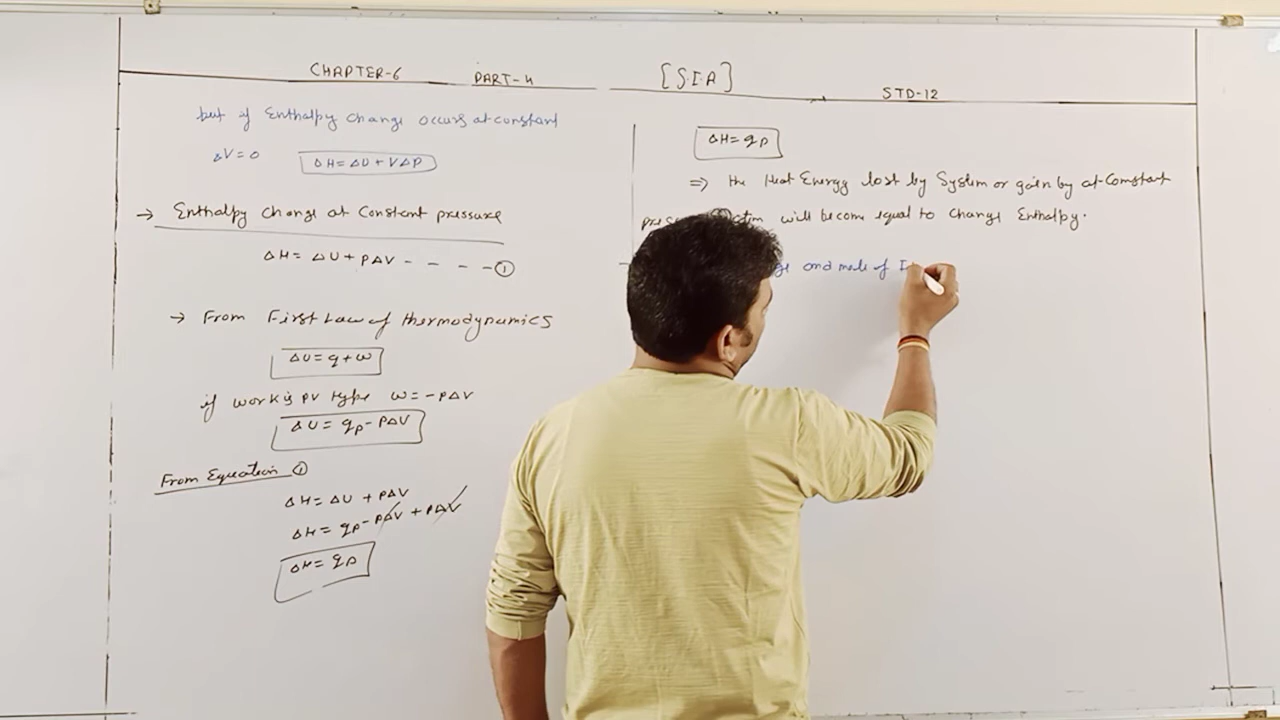 CHAPTER-6 PART-4 [S.I.A] STD-12
but if Enthalpy change occurs at constant
ΔV=0 ΔH=ΔU+VΔP
→ Enthalpy change at Constant pressure
ΔH= ΔU+PΔV - - - - ①
→ From First Law of thermodynamics
ΔU=q+w
if work is PV type w=-PΔV
ΔU= qp-PΔV
From Equation ①
ΔH=ΔU + PΔV
ΔH= qp-PΔV + PΔV
ΔH= qp
ΔH= qp
⇒ the Heat Energy lost by System or gain by at Constant
will become equal to change Enthalpy.
and mole of